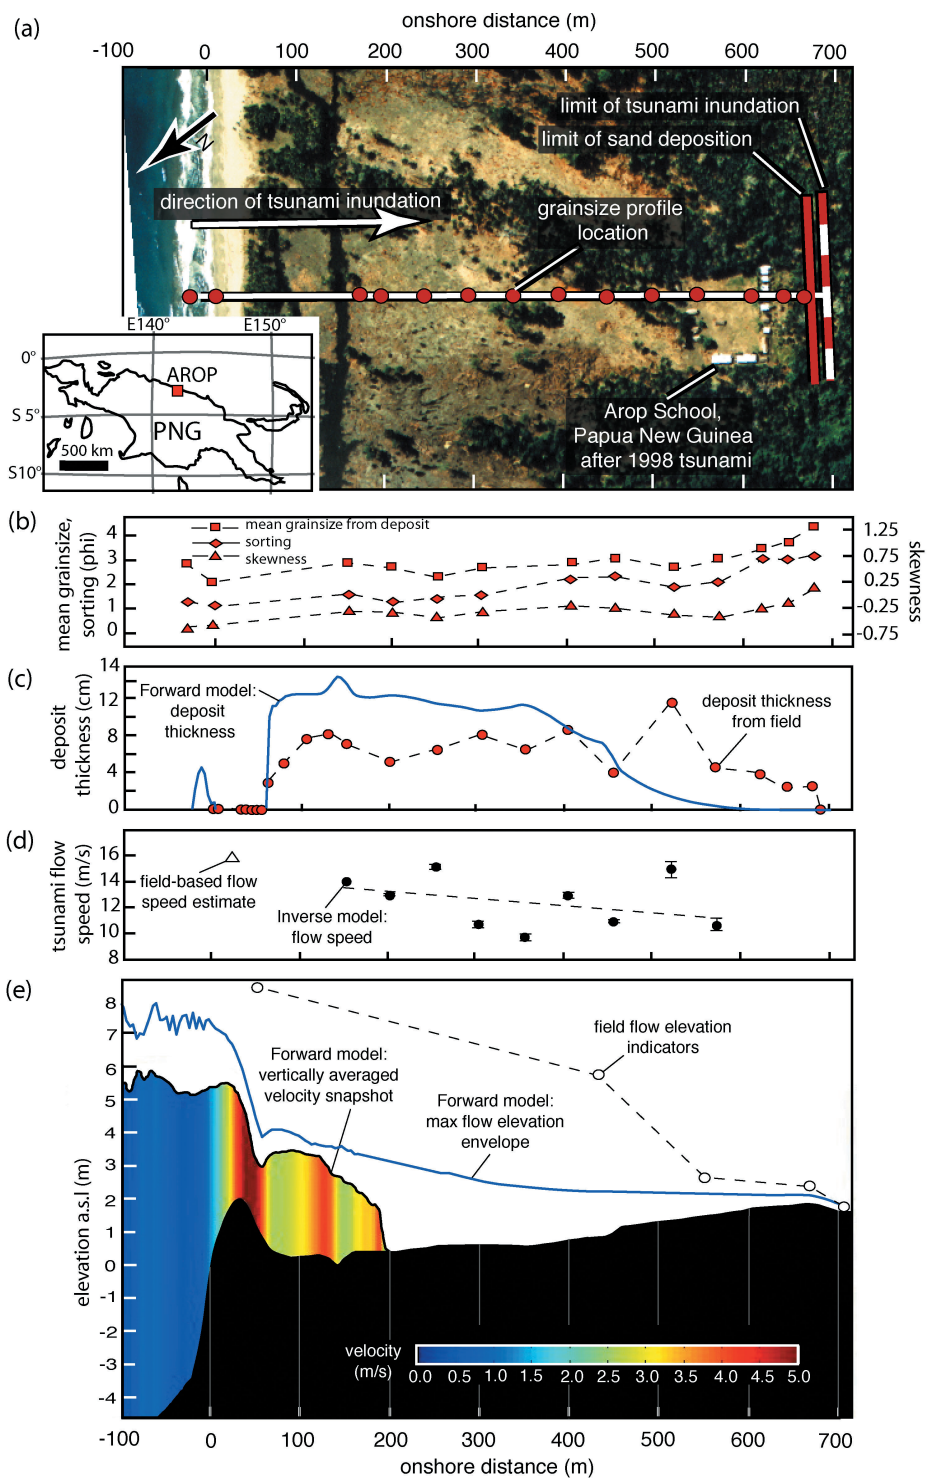 (a)
onshore distance (m)
-100 0 100 200 300 400 500 600 700
limit of tsunami inundation
limit of sand deposition
N
direction of tsunami inundation
grainsize profile
location
E140° E150°
0°
AROP
S 5°
PNG
500 km
S10°
Arop School,
Papua New Guinea
after 1998 tsunami
(b)
mean grainsize,
sorting (phi)
4
3
2
1
0
mean grainsize from deposit
sorting
skewness
1.25
0.75
0.25
-0.25
-0.75
skewness
(c)
deposit
thickness (cm)
14
12
8
4
0
Forward model:
deposit
thickness
deposit thickness
from field
(d)
tsunami flow
speed (m/s)
16
14
12
10
8
field-based flow
speed estimate
Inverse model:
flow speed
(e)
elevation a.s.l (m)
8
7
6
5
4
3
2
1
0
-1
-2
-3
-4
field flow elevation
indicators
Forward model:
vertically averaged
velocity snapshot
Forward model:
max flow elevation
envelope
velocity
(m/s)
0.0 0.5 1.0 1.5 2.0 2.5 3.0 3.5 4.0 4.5 5.0
-100 0 100 200 300 400 500 600 700
onshore distance (m)